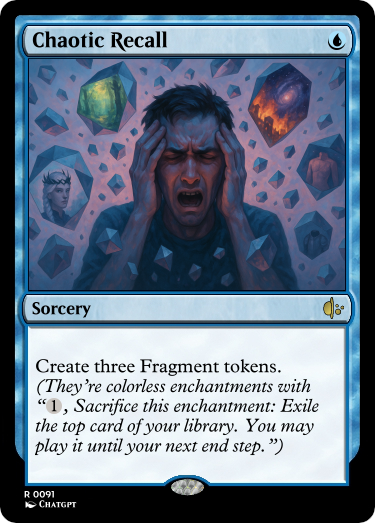 Chaotic Recall
Sorcery
Create three Fragment tokens.
(They're colorless enchantments with
“1, Sacrifice this enchantment: Exile
the top card of your library. You may
play it until your next end step.”)
R 0091
ChatGPT